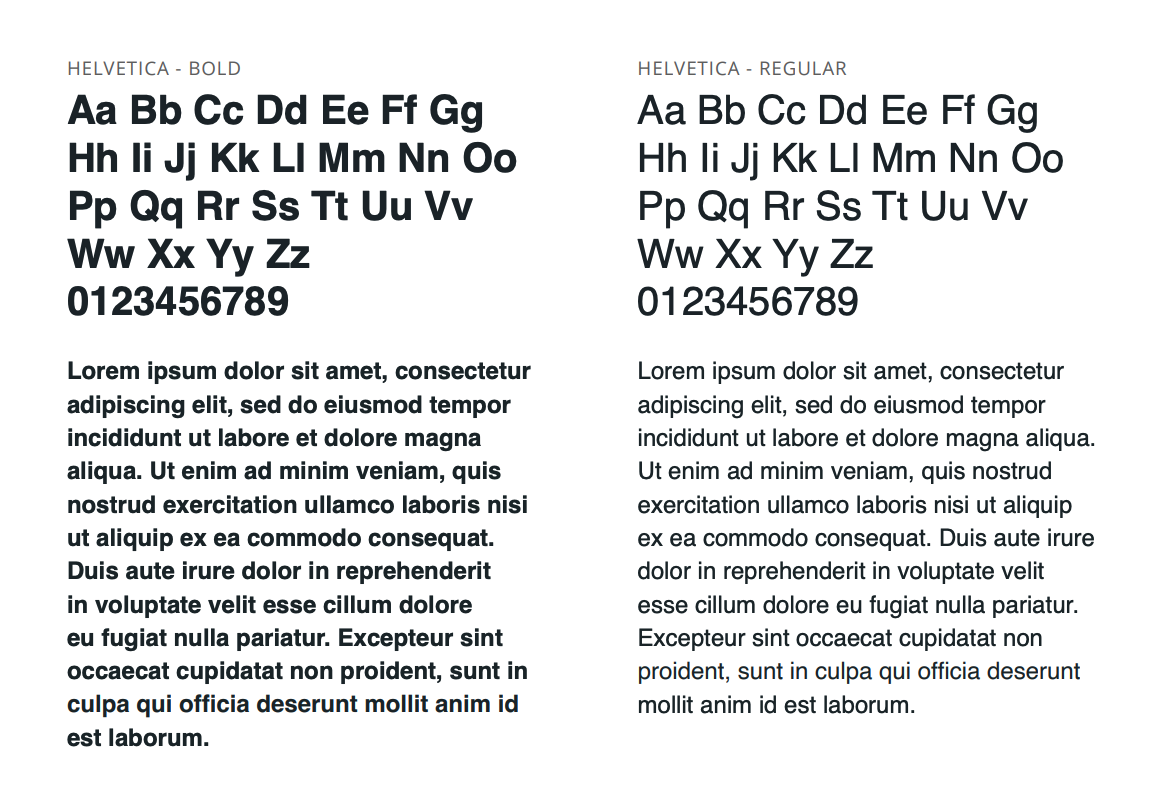 HELVETICA - BOLD
Aa Bb Cc Dd Ee Ff Gg
Hh Ii Jj Kk Ll Mm Nn Oo
Pp Qq Rr Ss Tt Uu Vv
Ww Xx Yy Zz
0123456789
Lorem ipsum dolor sit amet, consectetur
adipiscing elit, sed do eiusmod tempor
incididunt ut labore et dolore magna
aliqua. Ut enim ad minim veniam, quis
nostrud exercitation ullamco laboris nisi
ut aliquip ex ea commodo consequat.
Duis aute irure dolor in reprehenderit
in voluptate velit esse cillum dolore
eu fugiat nulla pariatur. Excepteur sint
occaecat cupidatat non proident, sunt in
culpa qui officia deserunt mollit anim id
est laborum.
HELVETICA - REGULAR
Aa Bb Cc Dd Ee Ff Gg
Hh Ii Jj Kk Ll Mm Nn Oo
Pp Qq Rr Ss Tt Uu Vv
Ww Xx Yy Zz
0123456789
Lorem ipsum dolor sit amet, consectetur
adipiscing elit, sed do eiusmod tempor
incididunt ut labore et dolore magna aliqua.
Ut enim ad minim veniam, quis nostrud
exercitation ullamco laboris nisi ut aliquip
ex ea commodo consequat. Duis aute irure
dolor in reprehenderit in voluptate velit
esse cillum dolore eu fugiat nulla pariatur.
Excepteur sint occaecat cupidatat non
proident, sunt in culpa qui officia deserunt
mollit anim id est laborum.